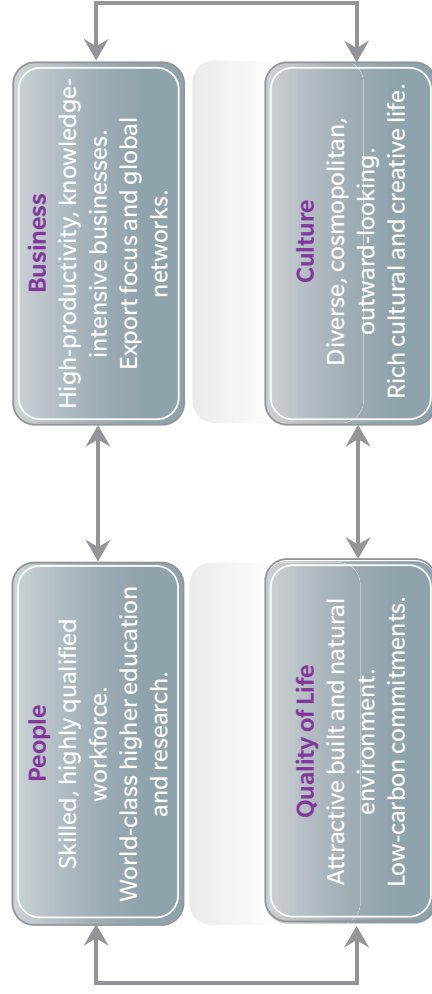 People
Skilled, highly qualified
workforce.
World-class higher education
and research.
Business
High-productivity, knowledge-
intensive businesses.
Export focus and global
networks.
Quality of Life
Attractive built and natural
environment.
Low-carbon commitments.
Culture
Diverse, cosmopolitan,
outward-looking.
Rich cultural and creative life.